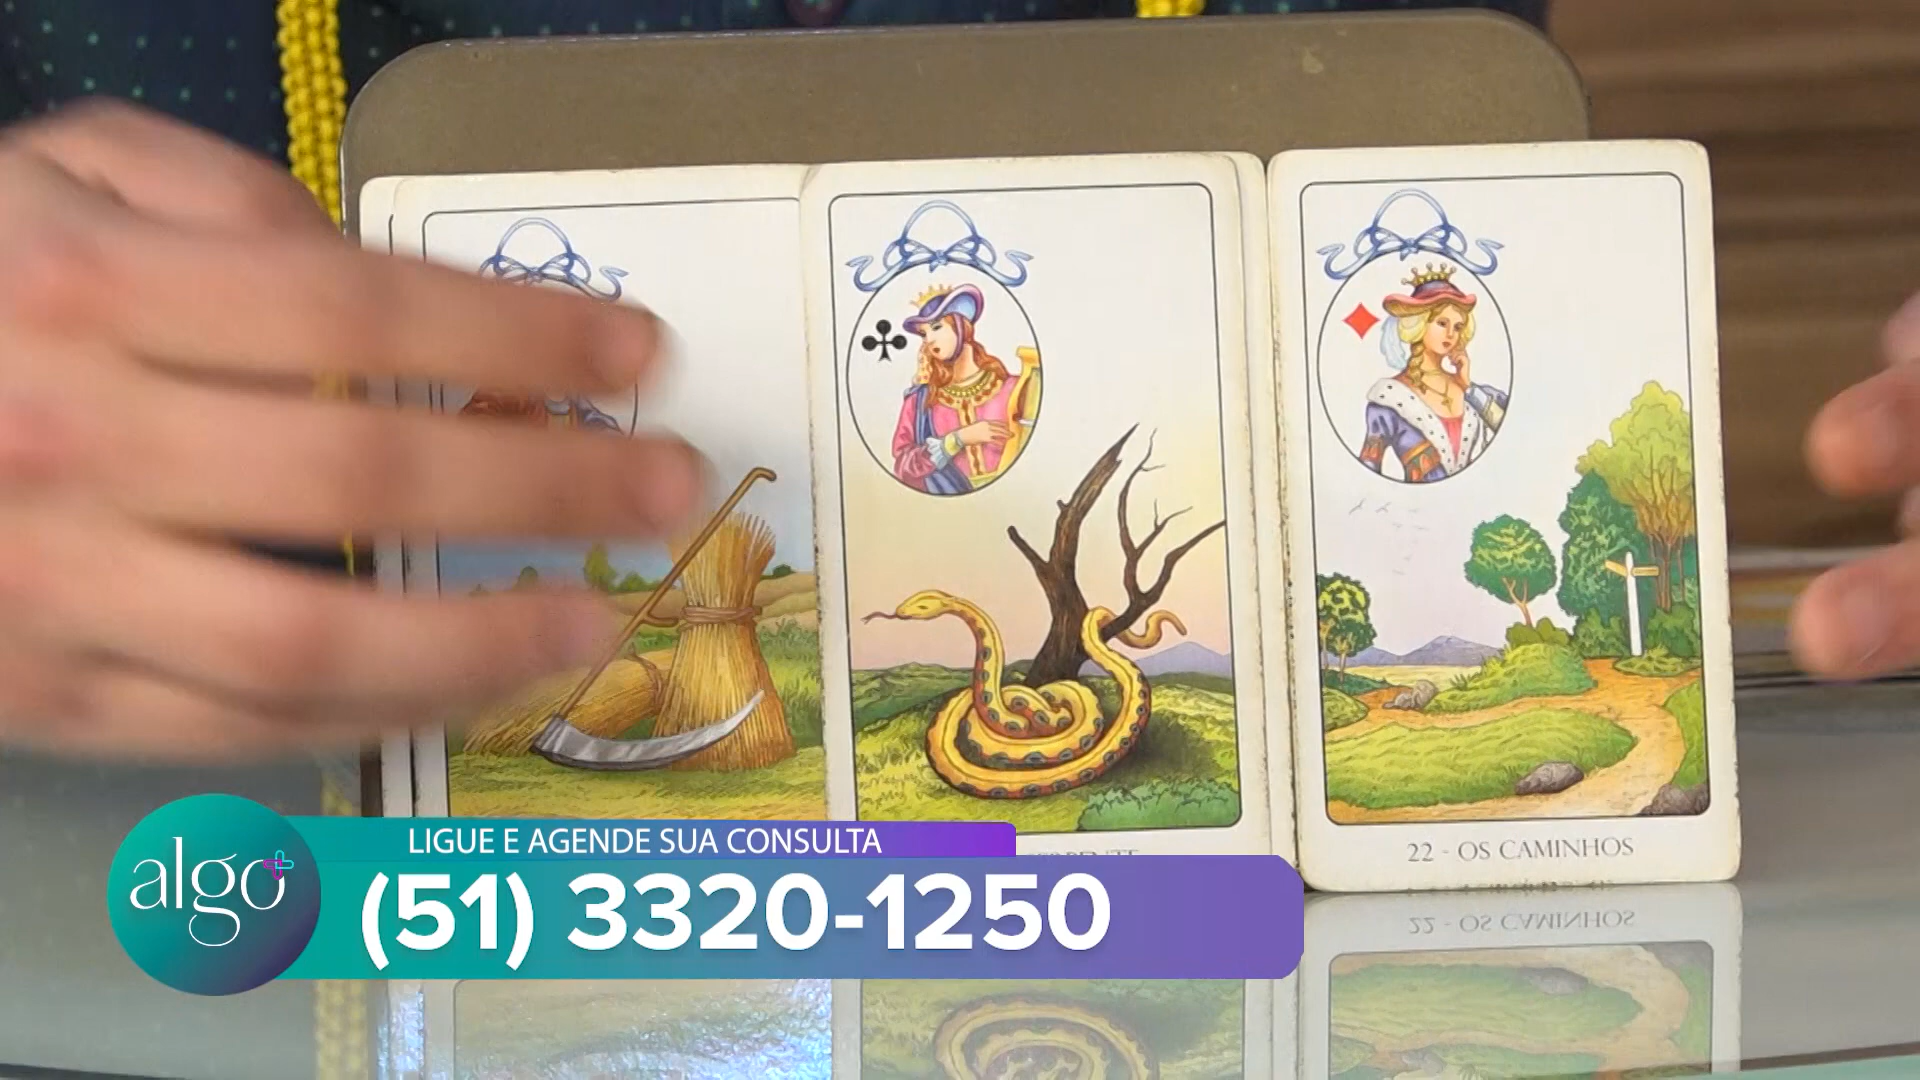 22 - OS CAMINHOS
algo+
LIGUE E AGENDE SUA CONSULTA
(51) 3320-1250